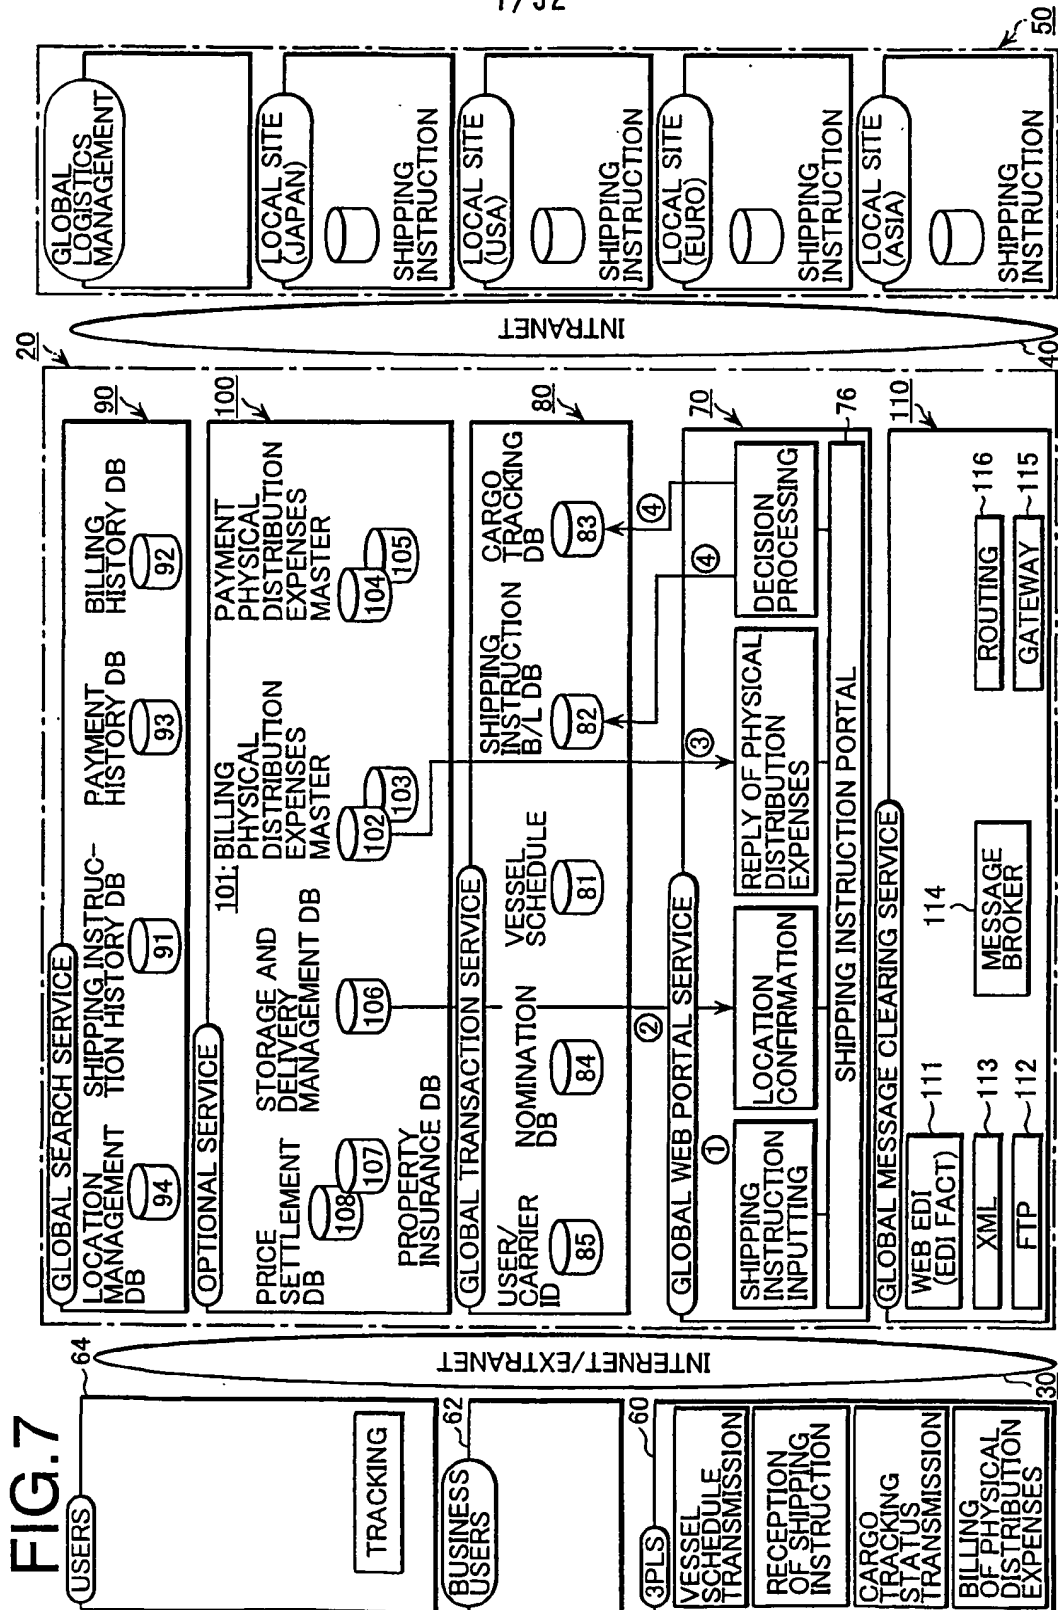 7/32
FIG.7
USERS
64
TRACKING
BUSINESS
USERS
62
3PLS
60
VESSEL
SCHEDULE
TRANSMISSION
RECEPTION
OF SHIPPING
INSTRUCTION
CARGO
TRACKING
STATUS
TRANSMISSION
BILLING
OF PHYSICAL
DISTRIBUTION
EXPENSES
INTERNET/EXTRANET
30
20
GLOBAL SEARCH SERVICE
90
LOCATION
MANAGEMENT
DB
94
SHIPPING INSTRUC-
TION HISTORY DB
91
PAYMENT
HISTORY DB
93
BILLING
HISTORY DB
92
OPTIONAL SERVICE
100
PRICE
SETTLEMENT
DB
108
107
PROPERTY
INSURANCE DB
STORAGE AND
DELIVERY
MANAGEMENT DB
106
101: BILLING
PHYSICAL
DISTRIBUTION
EXPENSES
MASTER
102
103
PAYMENT
PHYSICAL
DISTRIBUTION
EXPENSES
MASTER
104
105
GLOBAL TRANSACTION SERVICE
80
USER/
CARRIER
ID
85
NOMINATION
DB
84
VESSEL
SCHEDULE
81
SHIPPING
INSTRUCTION
B/L DB
82
CARGO
TRACKING
DB
83
GLOBAL WEB PORTAL SERVICE
70
①
②
③
④
④
SHIPPING
INSTRUCTION
INPUTTING
LOCATION
CONFIRMATION
REPLY OF PHYSICAL
DISTRIBUTION
EXPENSES
DECISION
PROCESSING
SHIPPING INSTRUCTION PORTAL
76
GLOBAL MESSAGE CLEARING SERVICE
110
WEB EDI
(EDI FACT)
111
XML
113
FTP
112
114
MESSAGE
BROKER
ROUTING
116
GATEWAY
115
INTRANET
40
50
GLOBAL
LOGISTICS
MANAGEMENT
LOCAL SITE
(JAPAN)
SHIPPING
INSTRUCTION
LOCAL SITE
(USA)
SHIPPING
INSTRUCTION
LOCAL SITE
(EURO)
SHIPPING
INSTRUCTION
LOCAL SITE
(ASIA)
SHIPPING
INSTRUCTION